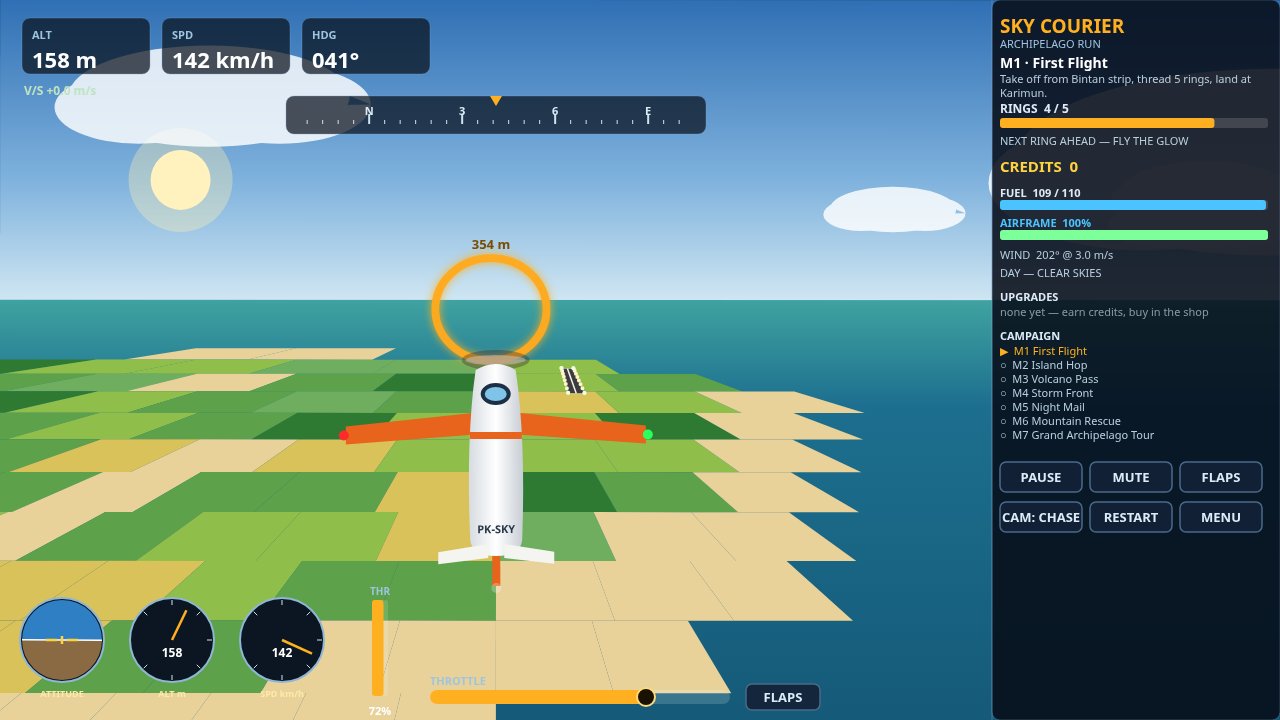 ALT
158 m
SPD
142 km/h
HDG
041°
V/S +0.0 m/s
N
3
6
E
354 m
PK-SKY
158
142
ATTITUDE
ALT m
SPD km/h
THR
72%
THROTTLE
FLAPS
SKY COURIER
ARCHIPELAGO RUN
M1 · First Flight
Take off from Bintan strip, thread 5 rings, land at
Karimun.
RINGS 4 / 5
NEXT RING AHEAD — FLY THE GLOW
CREDITS 0
FUEL 109 / 110
AIRFRAME 100%
WIND 202° @ 3.0 m/s
DAY — CLEAR SKIES
UPGRADES
none yet — earn credits, buy in the shop
CAMPAIGN
▶ M1 First Flight
○ M2 Island Hop
○ M3 Volcano Pass
○ M4 Storm Front
○ M5 Night Mail
○ M6 Mountain Rescue
○ M7 Grand Archipelago Tour
PAUSE
MUTE
FLAPS
CAM: CHASE
RESTART
MENU